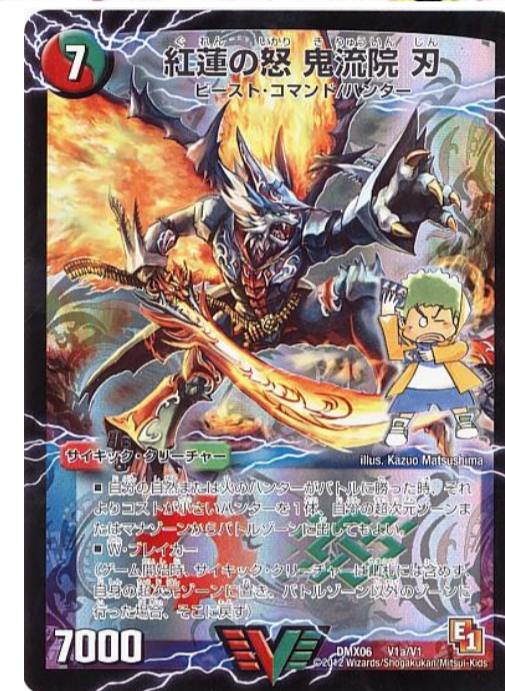 ぐれん いかり きりゅういん じん
7 紅蓮の怒 鬼流院 刃
ビースト・コマンド/ハンター
サイキック・クリーチャー
illus. Kazuo Matsushima
■ 自分の自然または火のハンターがバトルに勝った時、それ
よりコストが小さいハンターを1体、自分の超次元ゾーンま
たはマナゾーンからバトルゾーンに出してもよい。
■ W・ブレイカー
(ゲーム開始時、サイキック・クリーチャーは山札には含めず、
自身の超次元ゾーンに置き、バトルゾーン以外のゾーンに
行った場合、そこに戻す)
7000
E1
DMX06 V1a/V1
©2012 Wizards/Shogakukan/Mitsui-Kids